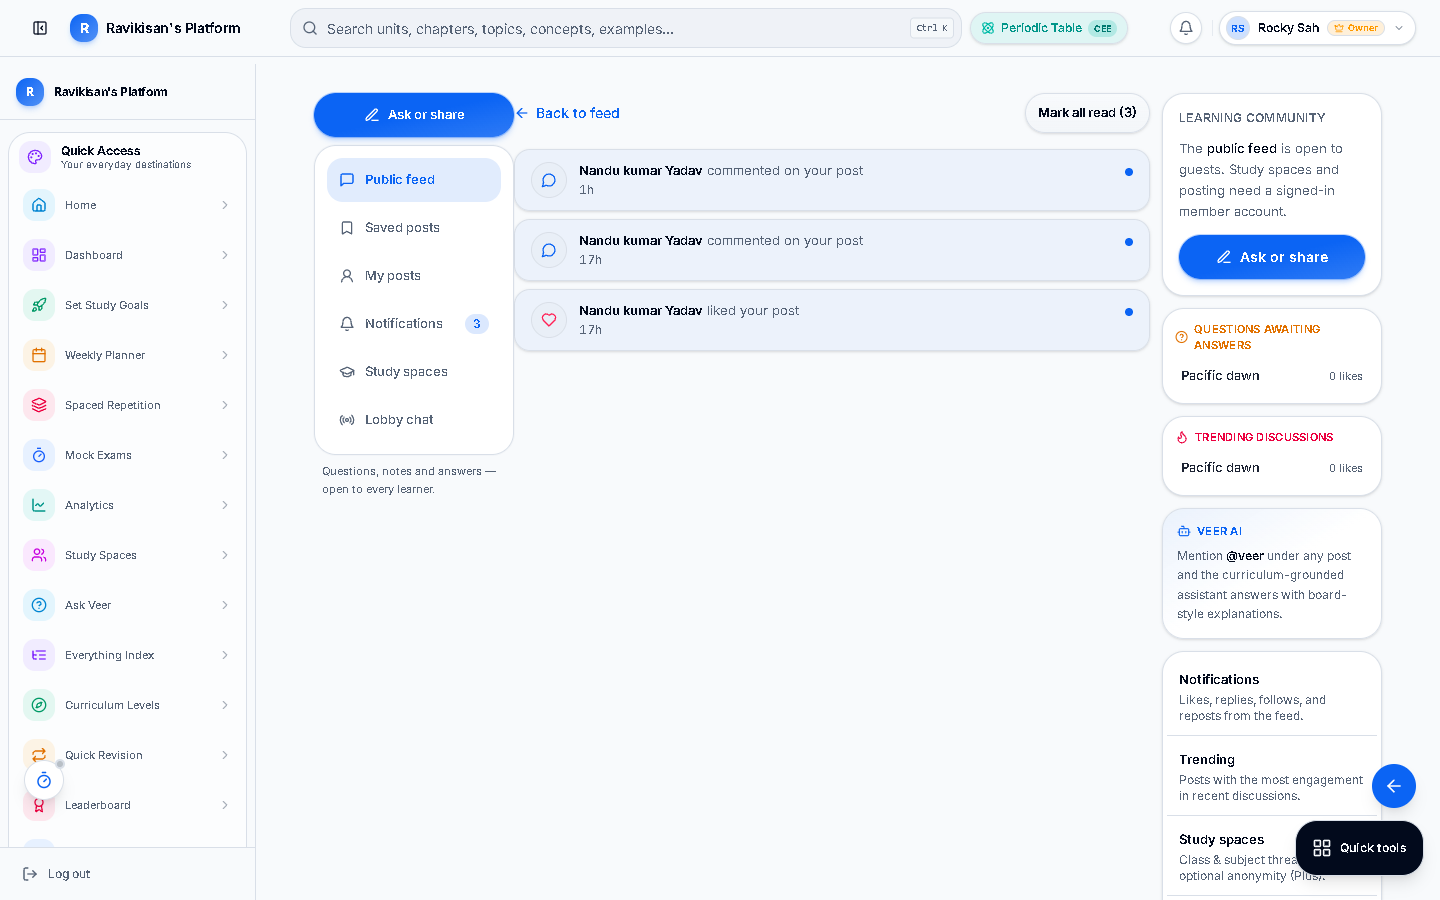 R
Ravikisan's Platform
Search units, chapters, topics, concepts, examples...
Ctrl K
Periodic Table
CEE
RS
Rocky Sah
Owner
R
Ravikisan's Platform
Quick Access
Your everyday destinations
Home
Dashboard
Set Study Goals
Weekly Planner
Spaced Repetition
Mock Exams
Analytics
Study Spaces
Ask Veer
Everything Index
Curriculum Levels
Quick Revision
Leaderboard
Log out
Ask or share
Public feed
Saved posts
My posts
Notifications
3
Study spaces
Lobby chat
Questions, notes and answers —
open to every learner.
Back to feed
Mark all read (3)
Nandu kumar Yadav commented on your post
1h
Nandu kumar Yadav commented on your post
17h
Nandu kumar Yadav liked your post
17h
LEARNING COMMUNITY
The public feed is open to
guests. Study spaces and
posting need a signed-in
member account.
Ask or share
QUESTIONS AWAITING
ANSWERS
Pacific dawn
0 likes
TRENDING DISCUSSIONS
Pacific dawn
0 likes
VEER AI
Mention @veer under any post
and the curriculum-grounded
assistant answers with board-
style explanations.
Notifications
Likes, replies, follows, and
reposts from the feed.
Trending
Posts with the most engagement
in recent discussions.
Study spaces
Class & subject
optional anonymity (Plus).
Quick tools